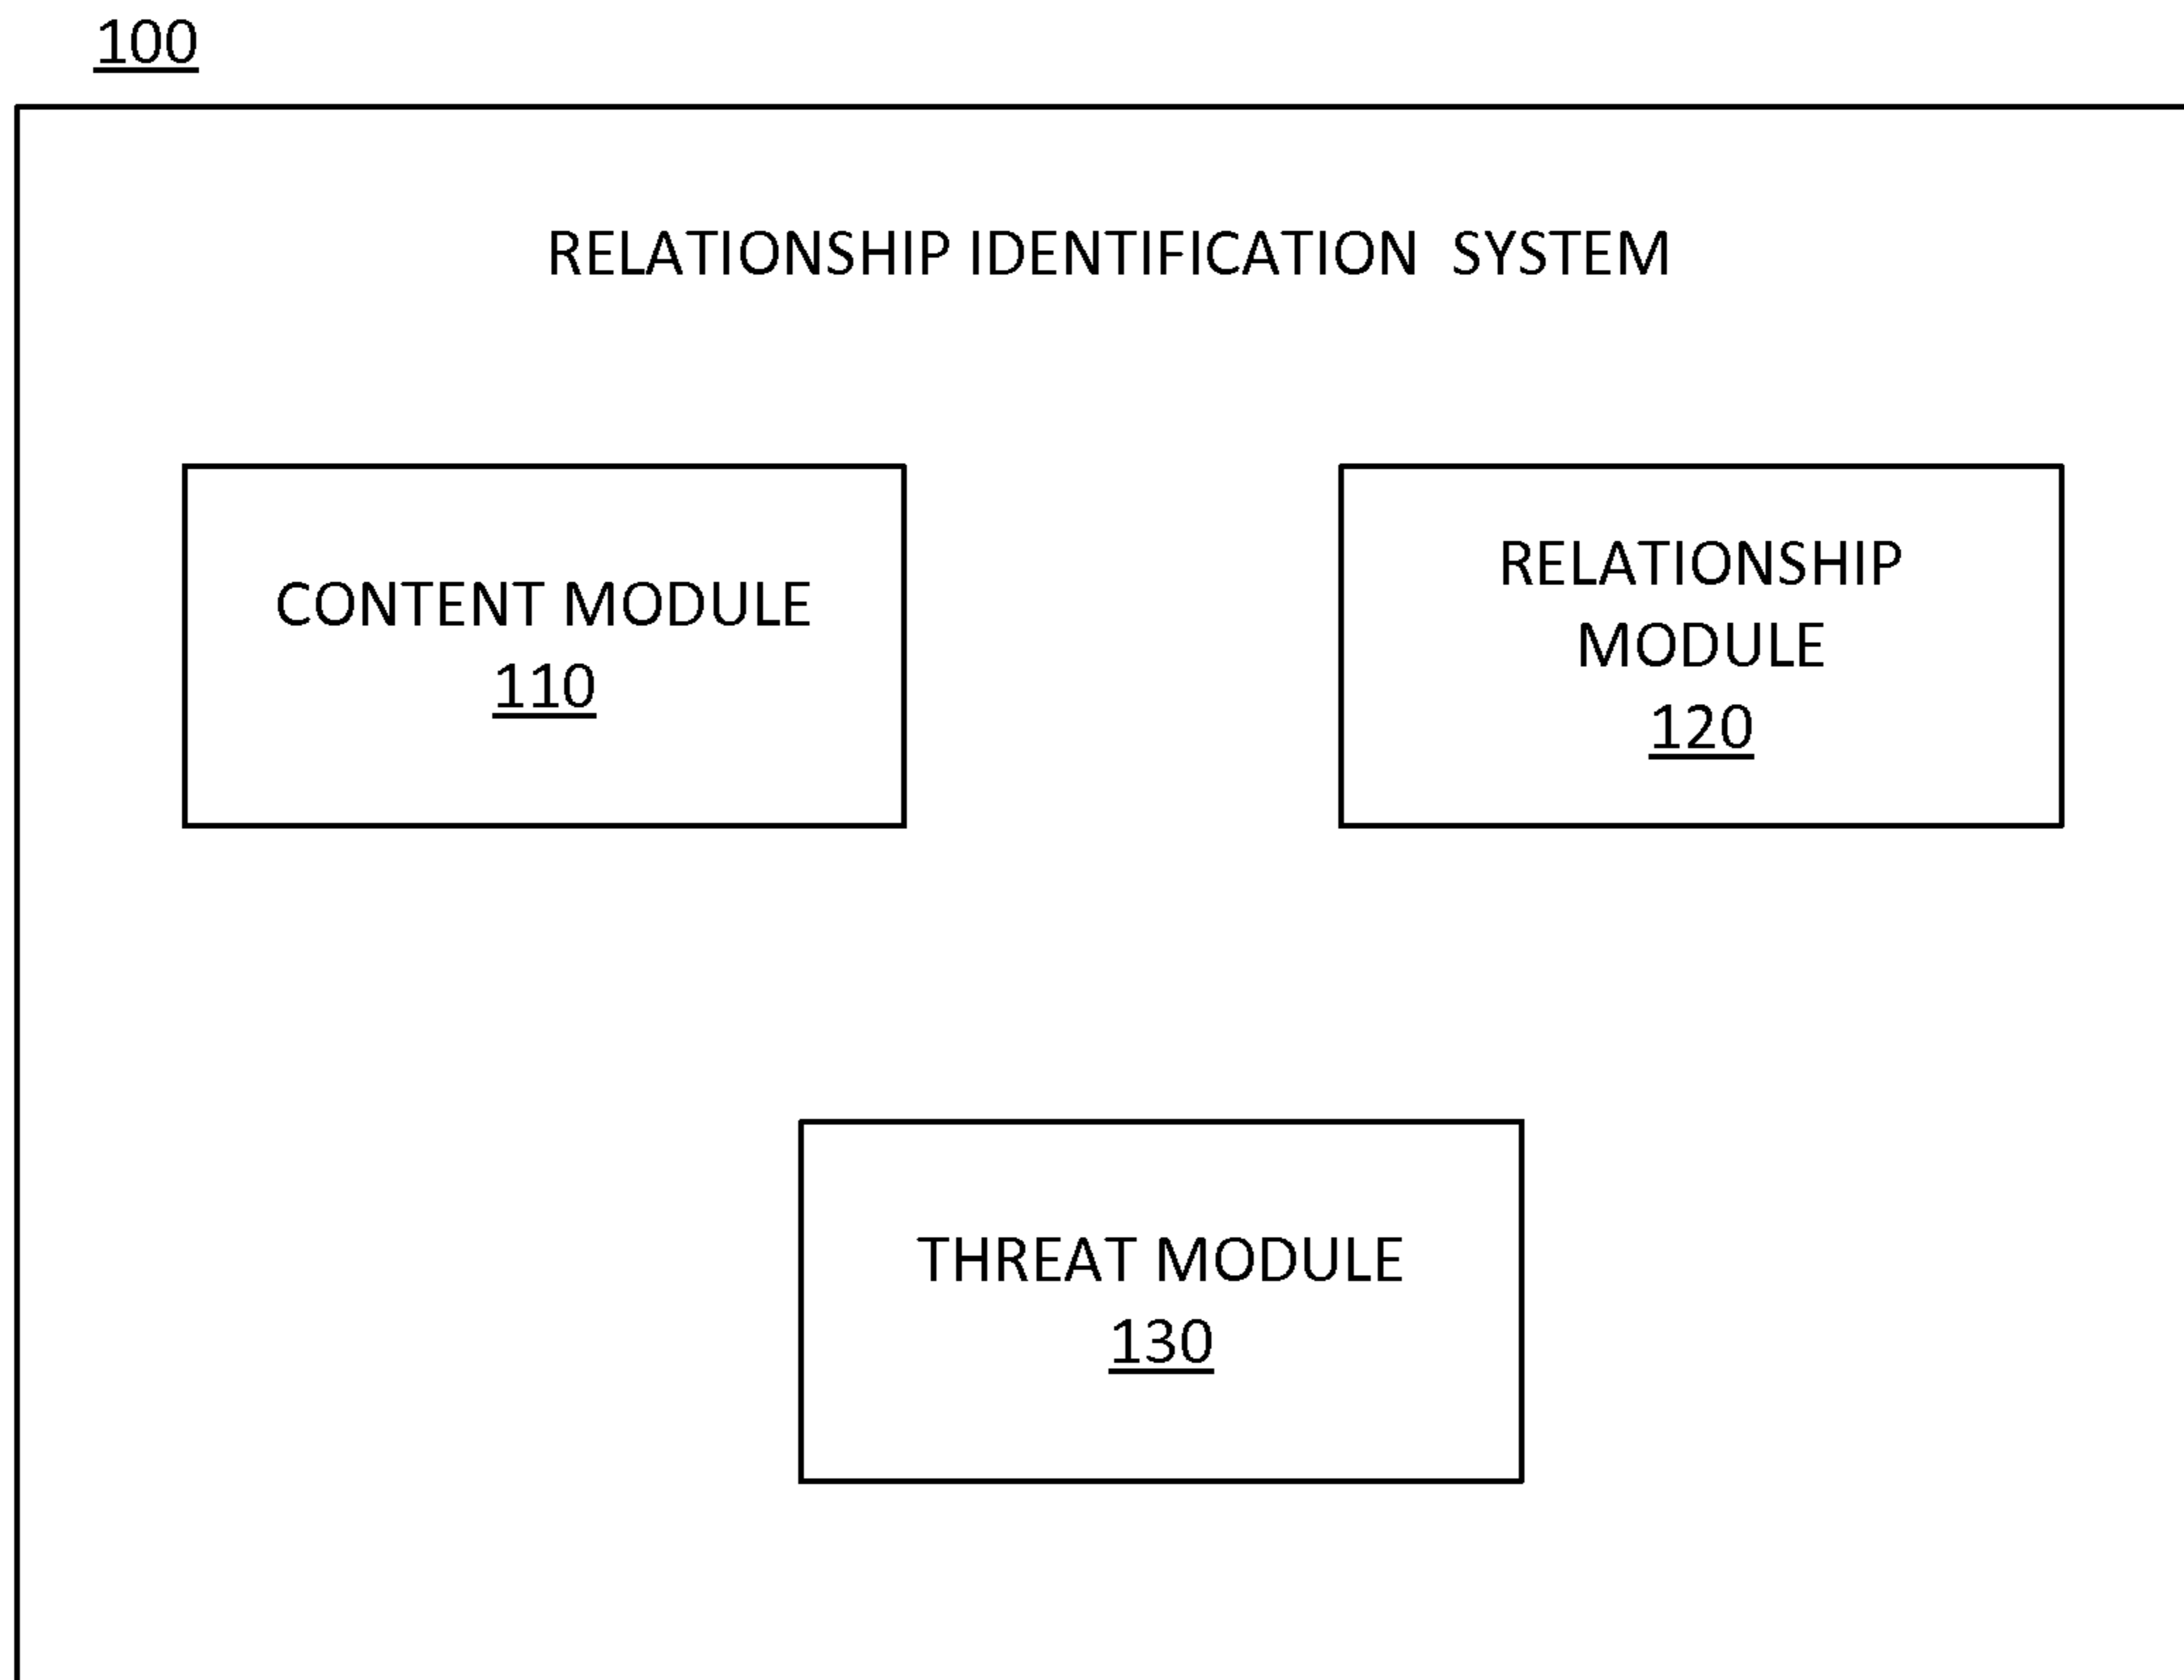 100
RELATIONSHIP IDENTIFICATION SYSTEM
CONTENT MODULE
110
RELATIONSHIP
MODULE
120
THREAT MODULE
130